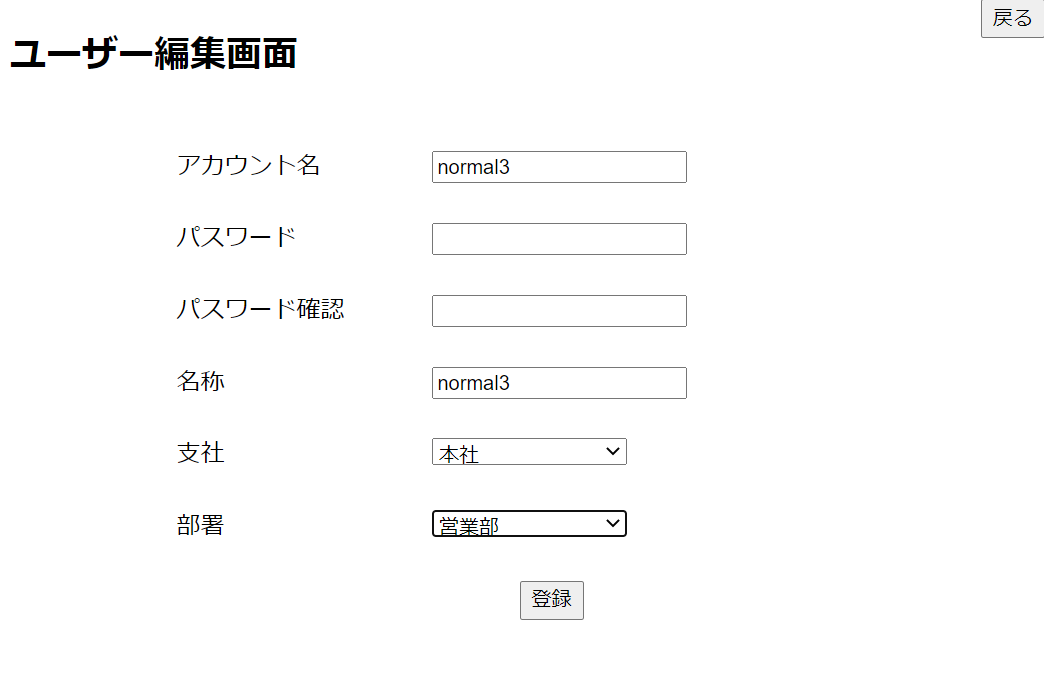 戻る
ユーザー編集画面
アカウント名 normal3
パスワード
パスワード確認
名称 normal3
支社 本社
部署 営業部
登録